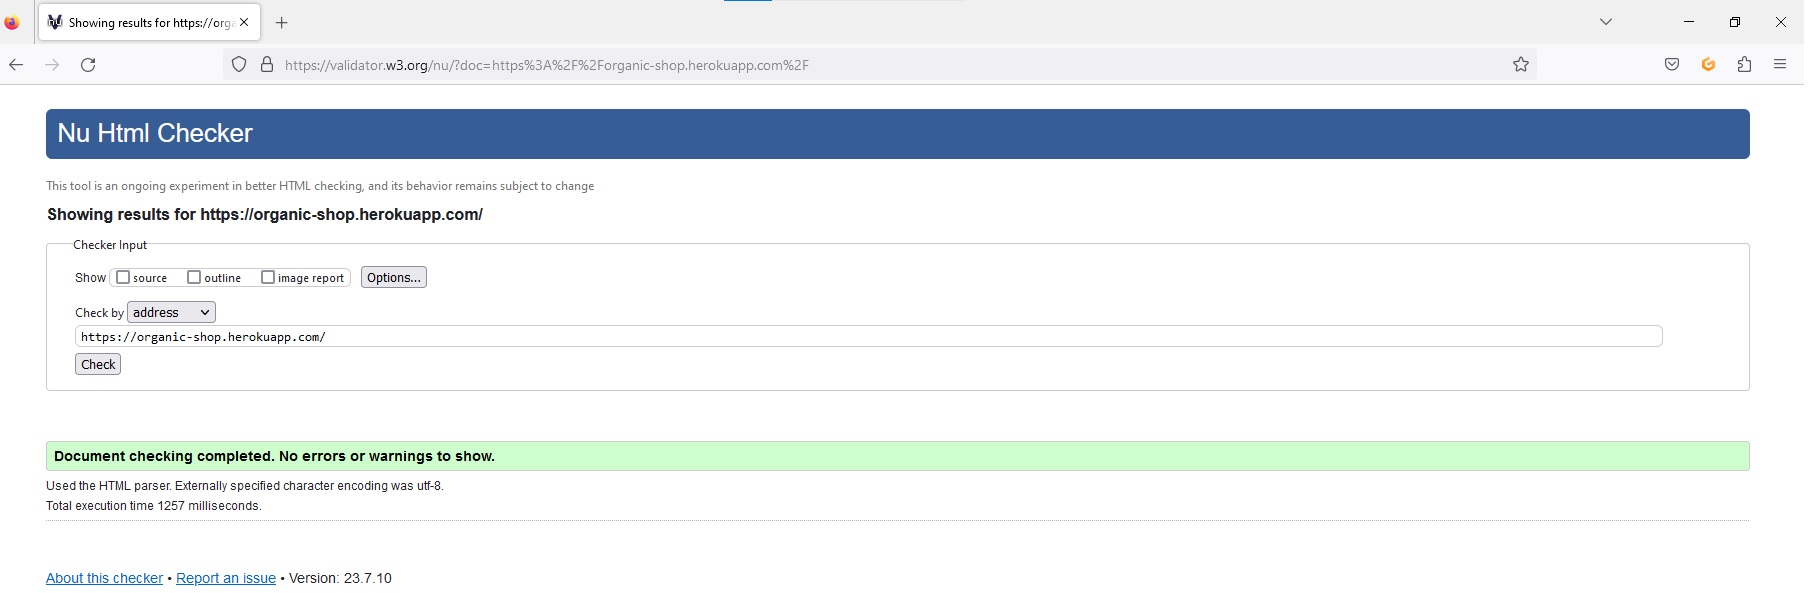 Showing results for https://orga
https://validator.w3.org/nu/?doc=https%3A%2F%2Forganic-shop.herokuapp.com%2F
Nu Html Checker
This tool is an ongoing experiment in better HTML checking, and its behavior remains subject to change
Showing results for https://organic-shop.herokuapp.com/
Checker Input
Show source outline image report Options...
Check by address
https://organic-shop.herokuapp.com/
Check
Document checking completed. No errors or warnings to show.
Used the HTML parser. Externally specified character encoding was utf-8.
Total execution time 1257 milliseconds.
About this checker • Report an issue • Version: 23.7.10